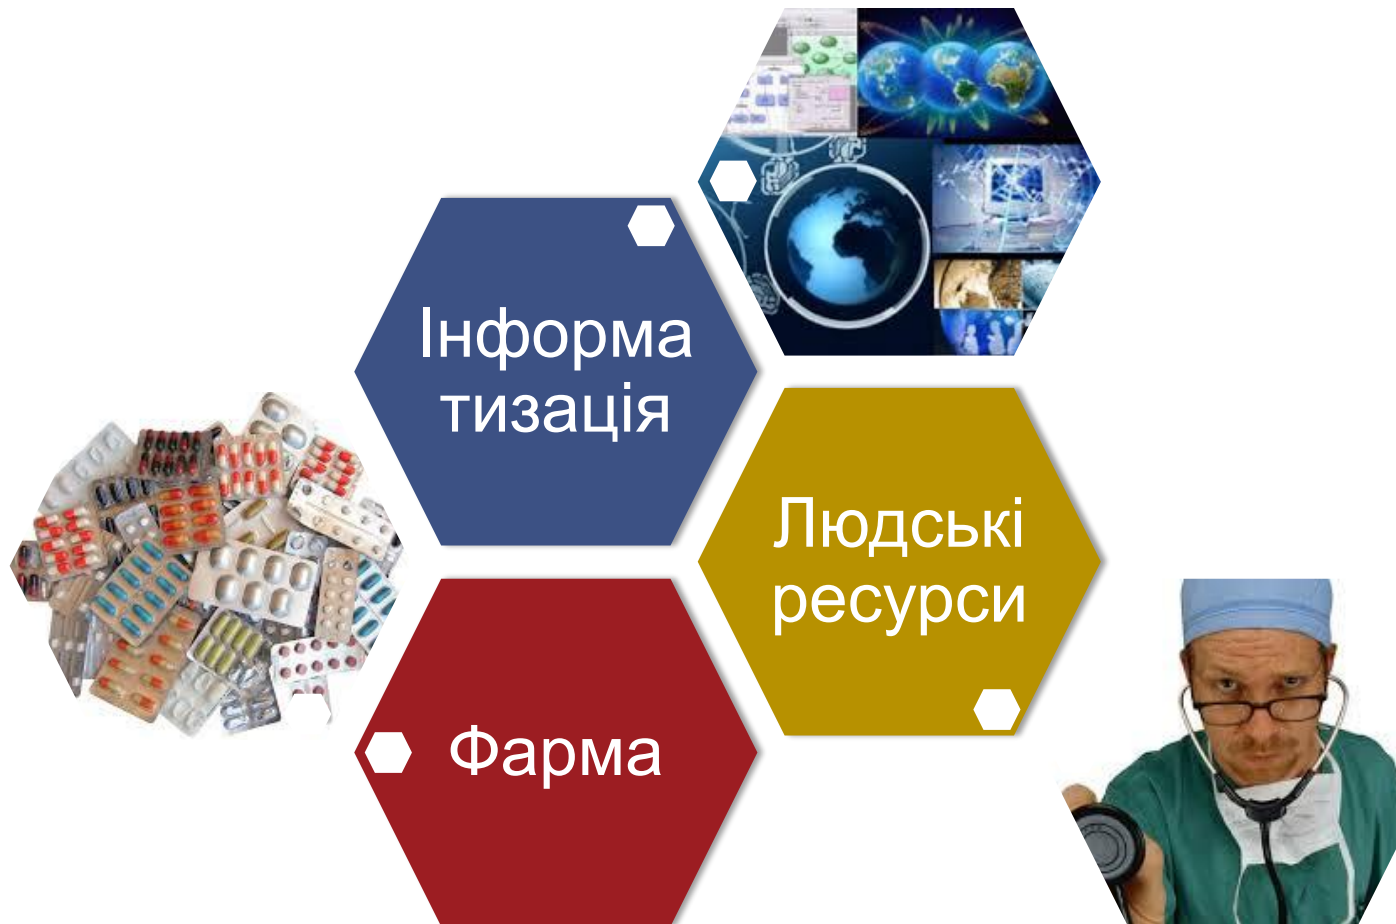 Інформа
тизація
Людські
ресурси
Фарма